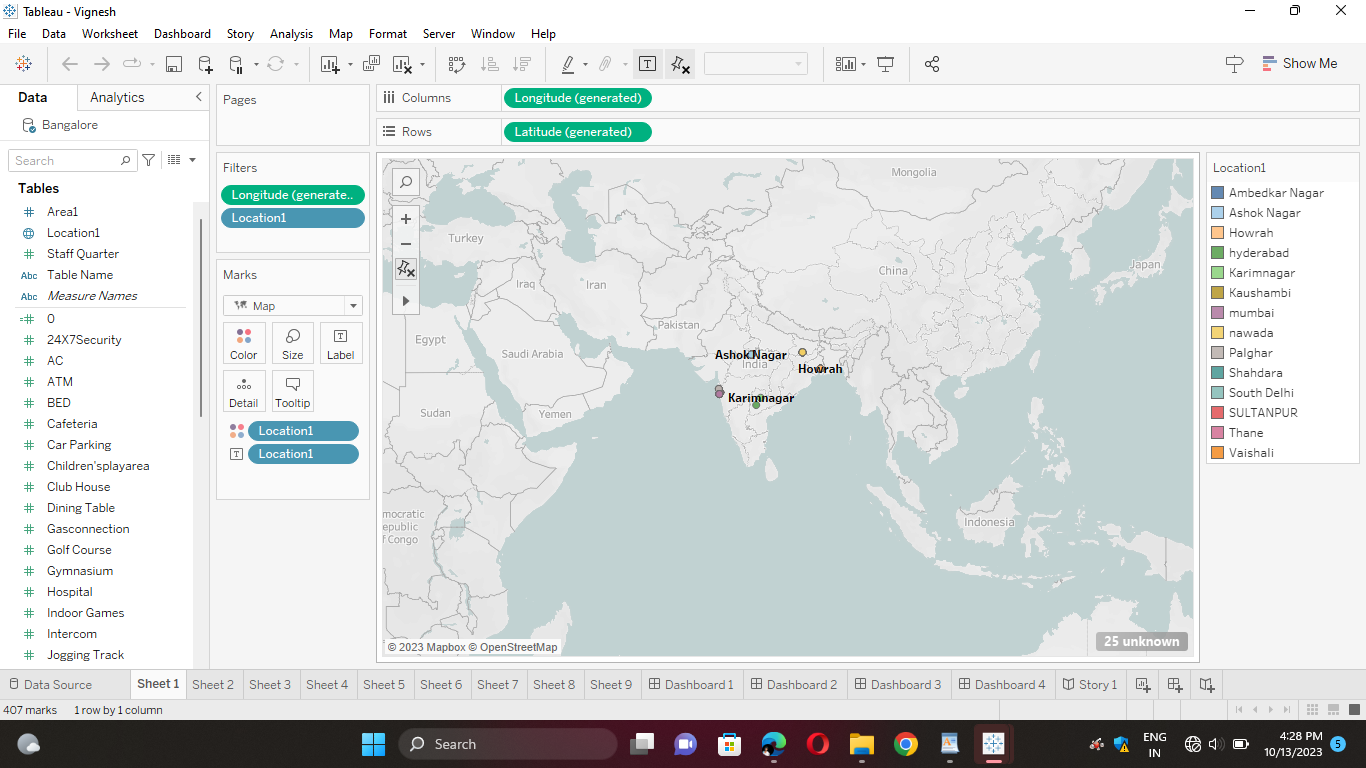 Tableau - Vignesh
File Data Worksheet Dashboard Story Analysis Map Format Server Window Help
Show Me
Data Analytics
Bangalore
Search
Tables
Area1
Location1
Staff Quarter
Abc Table Name
Abc Measure Names
0
24X7Security
AC
ATM
BED
Cafeteria
Car Parking
Children'splayarea
Club House
Dining Table
Gasconnection
Golf Course
Gymnasium
Hospital
Indoor Games
Intercom
Jogging Track
Pages
Filters
Longitude (generate..
Location1
Marks
Map
Color Size Label
Detail Tooltip
Location1
Location1
Columns Longitude (generated)
Rows Latitude (generated)
Mongolia
Turkey
China
Japan
Iraq
Iran
Pakistan
Egypt
Saudi Arabia
Ashok Nagar
India
Howrah
Karimnagar
Sudan
Yemen
mocratic
epublic
f Congo
Indonesia
25 unknown
© 2023 Mapbox © OpenStreetMap
Location1
Ambedkar Nagar
Ashok Nagar
Howrah
hyderabad
Karimnagar
Kaushambi
mumbai
nawada
Palghar
Shahdara
South Delhi
SULTANPUR
Thane
Vaishali
Data Source Sheet 1 Sheet 2 Sheet 3 Sheet 4 Sheet 5 Sheet 6 Sheet 7 Sheet 8 Sheet 9 Dashboard 1 Dashboard 2 Dashboard 3 Dashboard 4 Story 1
407 marks 1 row by 1 column
Search
ENG
IN
4:28 PM
10/13/2023
5